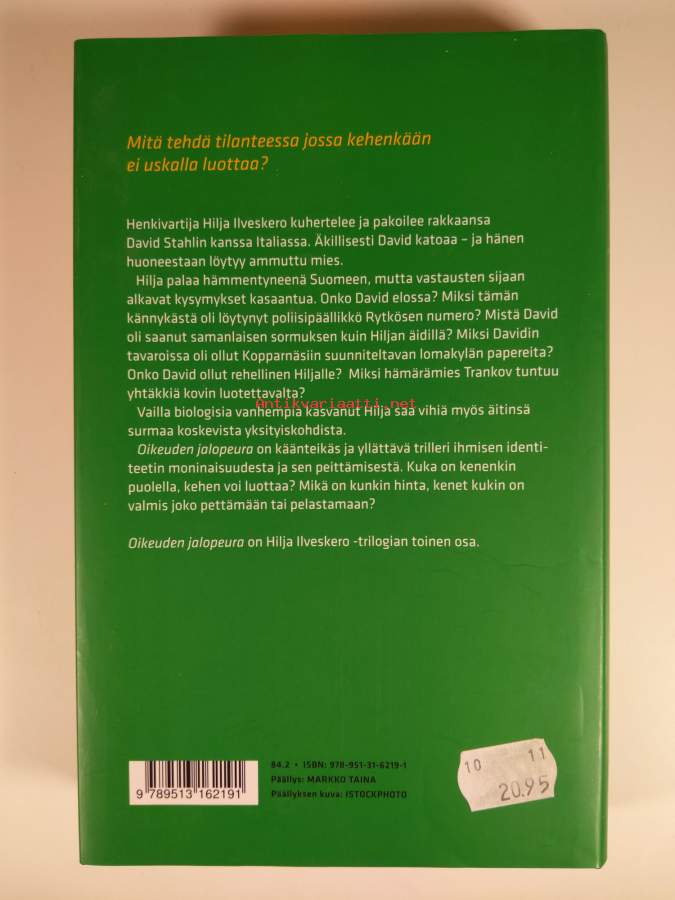 Mitä tehdä tilanteessa jossa kehenkään
ei uskalla luottaa?
Henkivartija Hilja Ilveskero kuhertelee ja pakoilee rakkaansa
David Stahlin kanssa Italiassa. Äkillisesti David katoaa – ja hänen
huoneestaan löytyy ammuttu mies.
Hilja palaa hämmentyneenä Suomeen, mutta vastausten sijaan
alkavat kysymykset kasaantua. Onko David elossa? Miksi tämän
kännykästä oli löytynyt poliisipäällikkö Rytkösen numero? Mistä David
oli saanut samanlaisen sormuksen kuin Hiljan äidillä? Miksi Davidin
tavaroissa oli ollut Kopparnäsiin suunniteltavan lomakylän papereita?
Onko David ollut rehellinen Hiljalle? Miksi hämärämies Trankov tuntuu
yhtäkkiä kovin luotettavalta?
Antikvariaatti.net
Vailla biologisia vanhempia kasvanut Hilja saa vihiä myös äitinsä
surmaa koskevista yksityiskohdista.
Oikeuden jalopeura on käänteikäs ja yllättävä trilleri ihmisen identi-
teetin moninaisuudesta ja sen peittämisestä. Kuka on kenenkin
puolella, kehen voi luottaa? Mikä on kunkin hinta, kenet kukin on
valmis joko pettämään tai pelastamaan?
Oikeuden jalopeura on Hilja Ilveskero -trilogian toinen osa.
84.2 • ISBN: 978-951-31-6219-1
Päällys: MARKKO TAINA
Päällyksen kuva: ISTOCKPHOTO
9 789513 162191
10 11
20.95